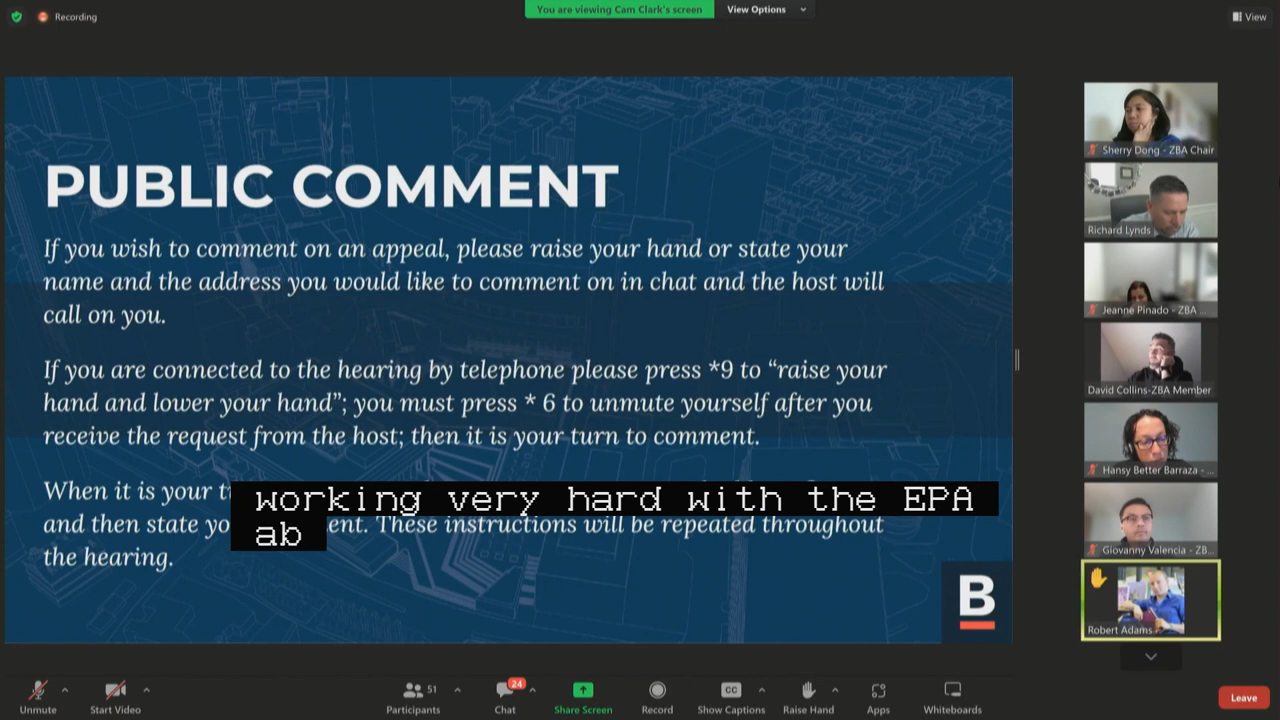 Recording
You are viewing Cam Clark's screen
View Options
View
PUBLIC COMMENT
If you wish to comment on an appeal, please raise your hand or state your
name and the address you would like to comment on in chat and the host will
call on you.
If you are connected to the hearing by telephone please press *9 to “raise your
hand and lower your hand”; you must press * 6 to unmute yourself after you
receive the request from the host; then it is your turn to comment.
When it is your
and then state ent. These instructions will be repeated throughout
the hearing.
working very hard with the EPA
ab
B
Sherry Dong - ZBA Chair
Richard Lynds
Jeanne Pinado - ZBA ...
David Collins-ZBA Member
Hansy Better Barraza - ...
Giovanny Valencia - ZB...
Robert Adams
Unmute
Start Video
51
Participants
24
Chat
Share Screen
Record
CC
Show Captions
Raise Hand
Apps
Whiteboards
Leave